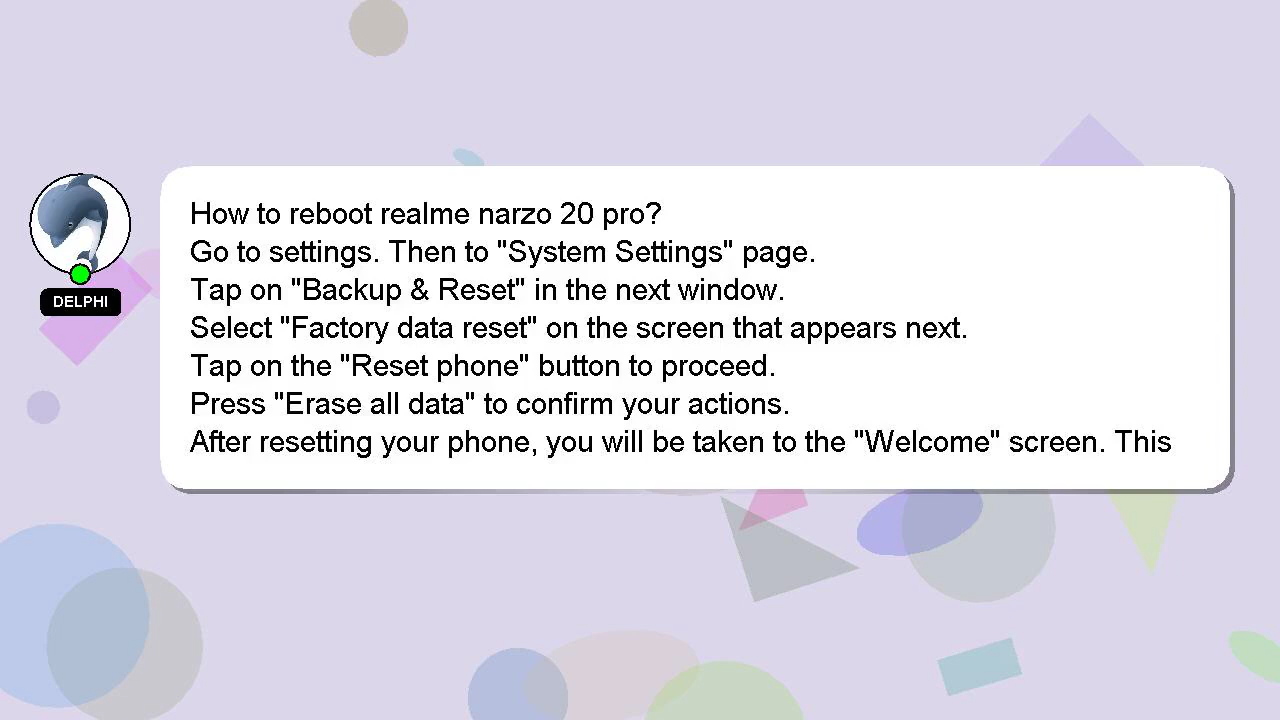 How to reboot realme narzo 20 pro?
Go to settings. Then to "System Settings" page.
Tap on "Backup & Reset" in the next window.
Select "Factory data reset" on the screen that appears next.
Tap on the "Reset phone" button to proceed.
Press "Erase all data" to confirm your actions.
After resetting your phone, you will be taken to the "Welcome" screen. This
DELPHI